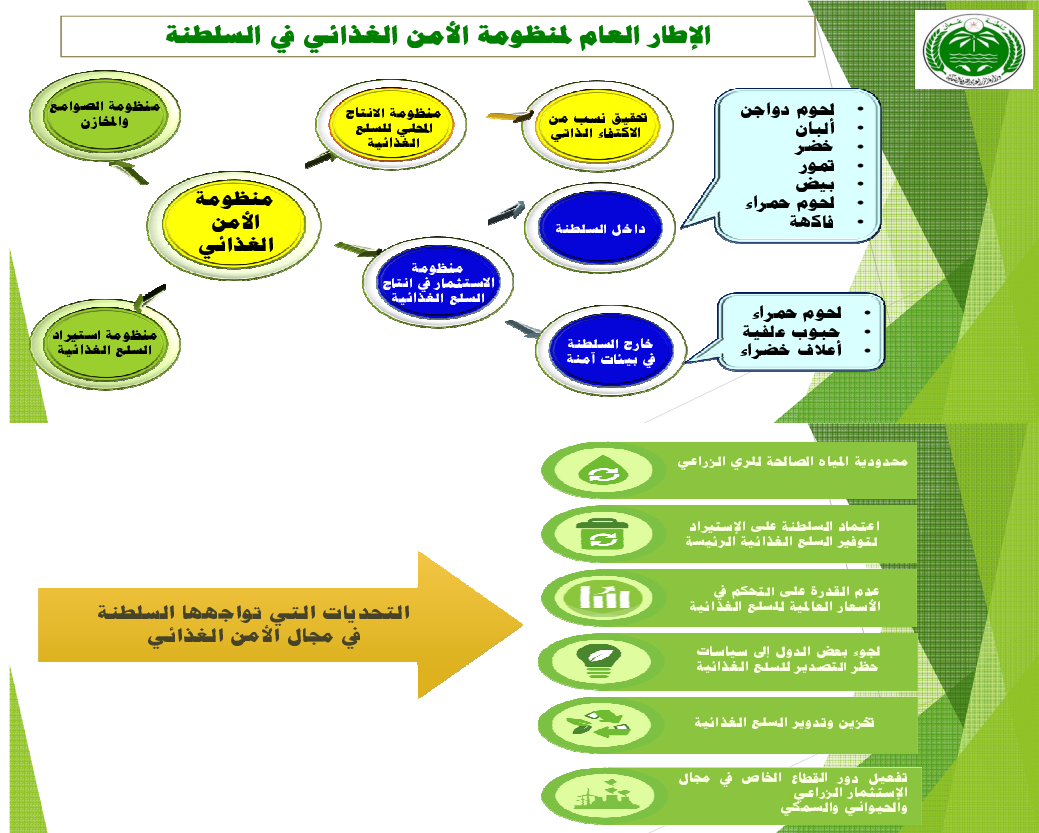 الإطار العام لمنظومة الأمن الغذائي في السلطنة
منظومة الصوامع
والمخازن
منظومة
الأمن
الغذائي
منظومة استيراد
السلع الغذائية
منظومة الانتاج
المحلي للسلع
الغذائية
تحقيق نسب من
الاكتفاء الذاتي
منظومة
الاستثمار في انتاج
السلع الغذائية
داخل السلطنة
خارج السلطنة
في بيئات آمنة
• لحوم دواجن
• ألبان
• خضر
• تمور
• بيض
• لحوم حمراء
• فاكهة
• لحوم حمراء
• حبوب علفية
• أعلاف خضراء
التحديات التي تواجهها السلطنة
في مجال الأمن الغذائي
محدودية المياه الصالحة للري الزراعي
اعتماد السلطنة على الإستيراد
لتوفير السلع الغذائية الرئيسة
عدم القدرة على التحكم في
الأسعار العالمية للسلع الغذائية
لجوء بعض الدول إلى سياسات
حظر التصدير للسلع الغذائية
تخزين وتدوير السلع الغذائية
تفعيل دور القطاع الخاص في مجال
الإستثمار الزراعي
والحيواني والسمكي